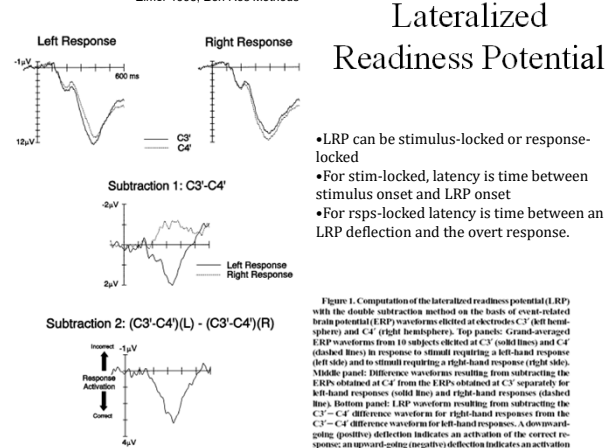 Lateralized
Readiness Potential
Left Response
Right Response
-1μV
600 ms
12μV
C3'
C4'
Subtraction 1: C3'-C4'
-2μV
2μV
Left Response
Right Response
Subtraction 2: (C3'-C4')(L) - (C3'-C4')(R)
Incorrect
Response
Activation
Correct
-1μV
4μV
•LRP can be stimulus-locked or response-
locked
•For stim-locked, latency is time between
stimulus onset and LRP onset
•For rsps-locked latency is time between an
LRP deflection and the overt response.
Figure 1. Computation of the lateralized readiness potential (LRP)
with the double subtraction method on the basis of event-related
brain potential (ERP) waveforms elicited at electrodes C3' (left hemi-
sphere) and C4' (right hemisphere). Top panels: Grand-averaged
ERP waveforms from 10 subjects elicited at C3' (solid lines) and C4'
(dashed lines) in response to stimuli requiring a left-hand response
(left side) and to stimuli requiring a right-hand response (right side).
Middle panel: Difference waveforms resulting from subtracting the
ERPs obtained at C4' from the ERPs obtained at C3' separately for
left-hand responses (solid line) and right-hand responses (dashed
line). Bottom panel: LRP waveform resulting from subtracting the
C3'− C4' difference waveform for right-hand responses from the
C3'− C4' difference waveform for left-hand responses. A downward-
going (positive) deflection indicates an activation of the correct re-
sponse; an upward-going (negative) deflection indicates an activation